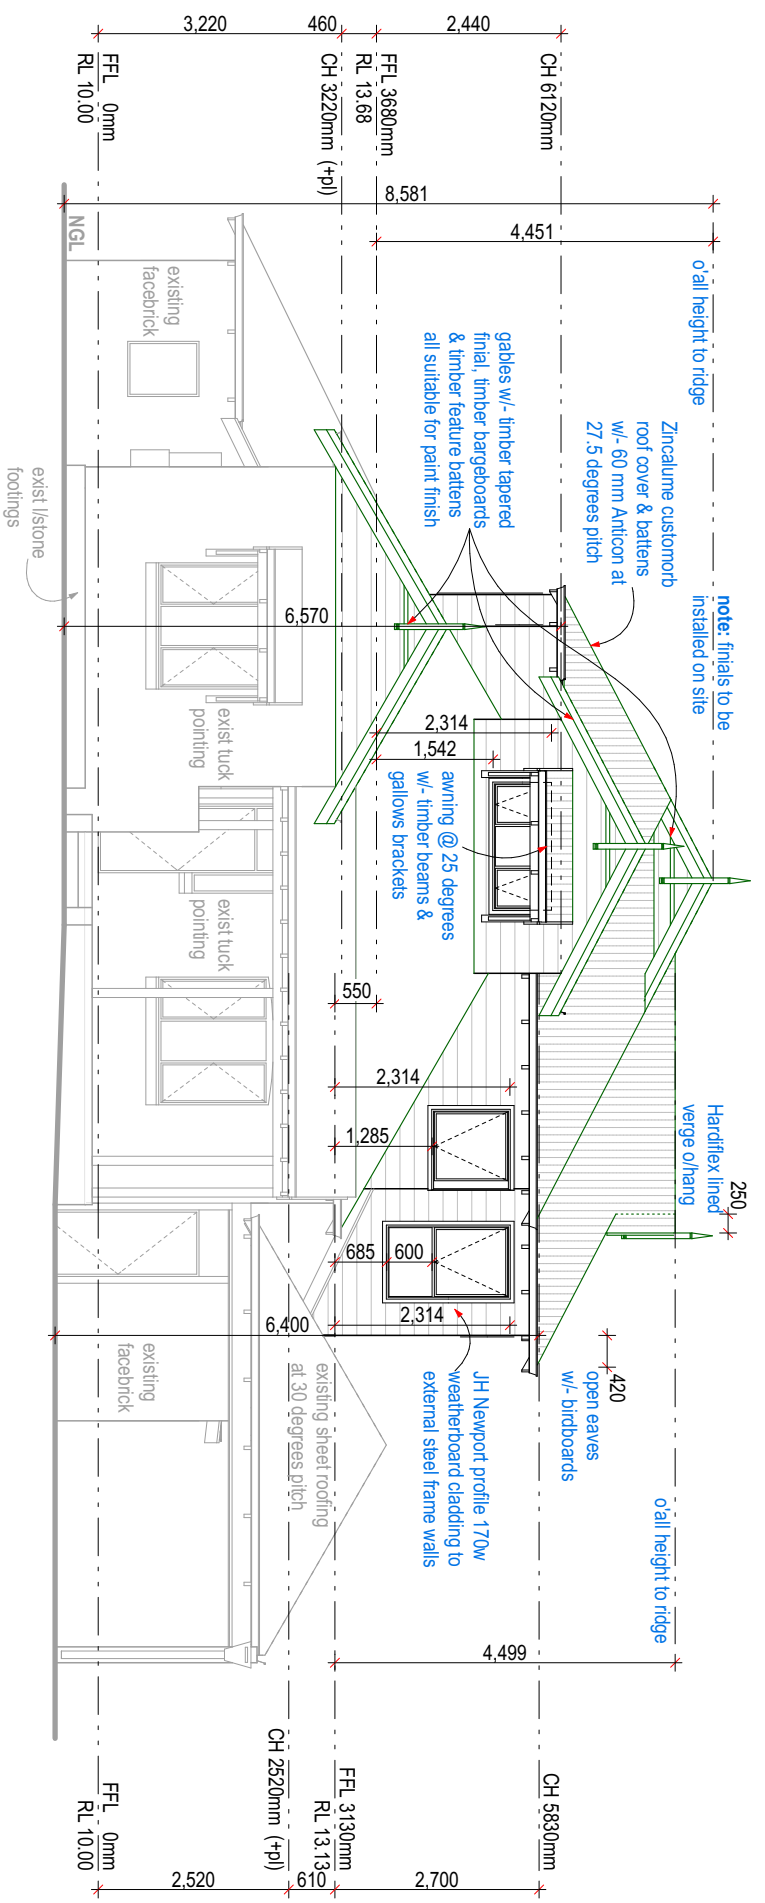 o'all height to ridge
note: finials to be
installed on site
Zincalume customorb
roof cover & battens
w/- 60 mm Anticon at
27.5 degrees pitch
gables w/- timber tapered
finial, timber bargeboards
& timber feature battens
all suitable for paint finish
awning @ 25 degrees
w/- timber beams &
gallows brackets
Hardiflex lined
verge o/hang
250
420
open eaves
w/- birdboards
o'all height to ridge
JH Newport profile 170w
weatherboard cladding to
external steel frame walls
CH 6120mm
FFL 3680mm
RL 13.68
CH 3220mm (+pl)
FFL 0mm
RL 10.00
2,440
460
3,220
8,581
4,451
6,570
2,314
1,542
550
2,314
1,285
685
600
2,314
6,400
4,499
NGL
existing
facebrick
exist l/stone
footings
exist tuck
pointing
exist tuck
pointing
existing
facebrick
existing sheet roofing
at 30 degrees pitch
CH 5830mm
FFL 3130mm
RL 13.13
CH 2520mm (+pl)
FFL 0mm
RL 10.00
2,700
610
2,520